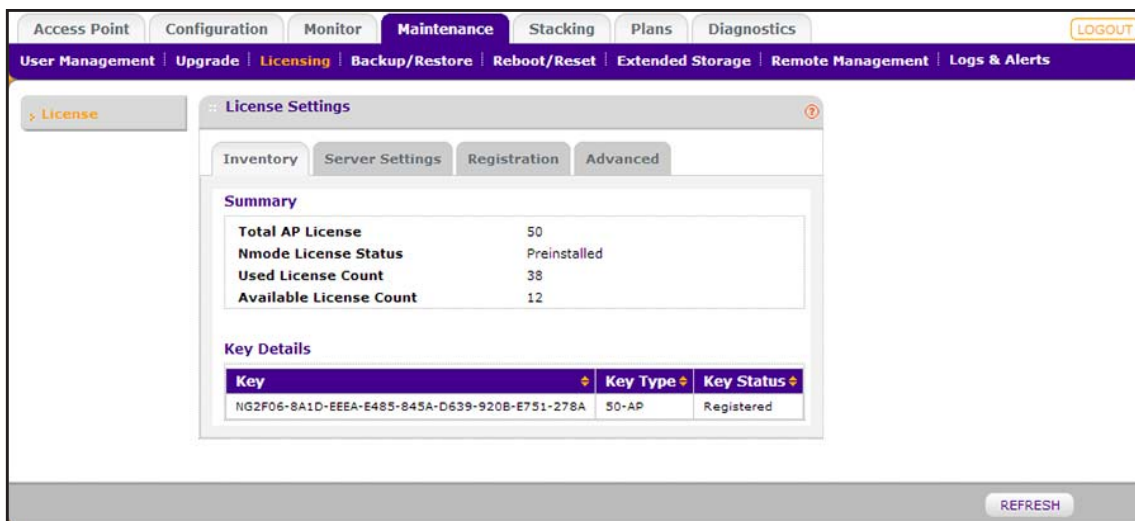 Access Point Configuration Monitor Maintenance Stacking Plans Diagnostics LOGOUT
User Management Upgrade Licensing Backup/Restore Reboot/Reset Extended Storage Remote Management Logs & Alerts
License
License Settings ?
Inventory Server Settings Registration Advanced
Summary
Total AP License 50
Nmode License Status Preinstalled
Used License Count 38
Available License Count 12
Key Details
Key Key Type Key Status
NG2F06-8A1D-EEEA-E485-845A-D639-920B-E751-278A 50-AP Registered
REFRESH